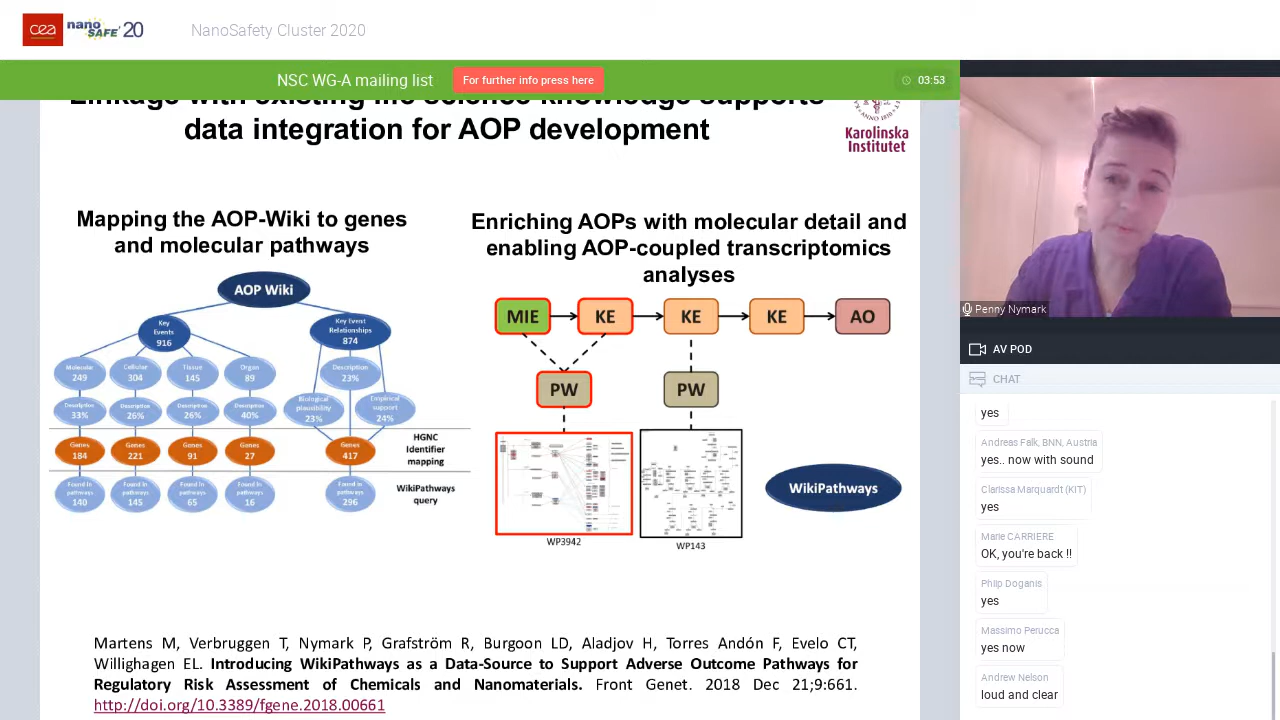 cea
nano
SAFE'20
NanoSafety Cluster 2020
NSC WG-A mailing list
For further info press here
03:53
Linkage with existing life science knowledge supports
data integration for AOP development
Karolinska
Institutet
Mapping the AOP-Wiki to genes
and molecular pathways
AOP Wiki
Key
Events
916
Key Event
Relationships
874
Molecular
249
Cellular
304
Tissue
145
Organ
89
Description
23%
Description
33%
Description
26%
Description
26%
Description
40%
Biological
plausibility
23%
Empirical
support
24%
Genes
184
Genes
221
Genes
91
Genes
27
Genes
417
HGNC
Identifier
mapping
Found in
pathways
140
Found in
pathways
145
Found in
pathways
65
Found in
pathways
16
Found in
pathways
296
WikiPathways
query
Enriching AOPs with molecular detail and
enabling AOP-coupled transcriptomics
analyses
MIE
KE
KE
KE
AO
PW
PW
WikiPathways
WP3942
WP143
Martens M, Verbruggen T, Nymark P, Grafström R, Burgoon LD, Aladjov H, Torres Andón F, Evelo CT,
Willighagen EL. Introducing WikiPathways as a Data-Source to Support Adverse Outcome Pathways for
Regulatory Risk Assessment of Chemicals and Nanomaterials. Front Genet. 2018 Dec 21;9:661.
http://doi.org/10.3389/fgene.2018.00661
Penny Nymark
AV POD
CHAT
yes
Andreas Falk, BNN, Austria
yes.. now with sound
Clarissa Marquardt (KIT)
yes
Marie CARRIERE
OK, you're back !!
Philip Doganis
yes
Massimo Perucca
yes now
Andrew Nelson
loud and clear